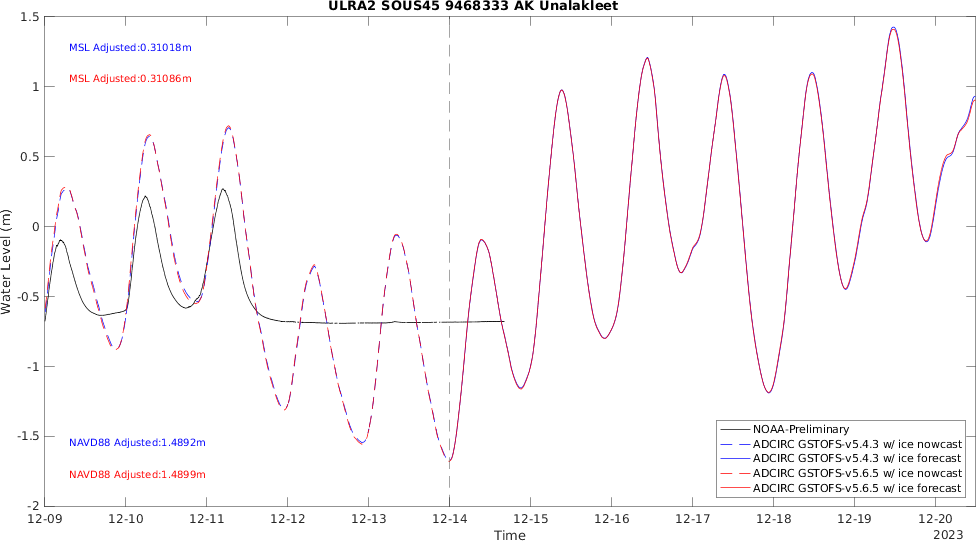 ULRA2 SOUS45 9468333 AK Unalakleet
MSL Adjusted:0.31018m
MSL Adjusted:0.31086m
NAVD88 Adjusted:1.4892m
NAVD88 Adjusted:1.4899m
Water Level (m)
1.5
1
0.5
0
-0.5
-1
-1.5
-2
12-09 12-10 12-11 12-12 12-13 12-14 12-15 12-16 12-17 12-18 12-19 12-20
2023
Time
NOAA-Preliminary
ADCIRC GSTOFS-v5.4.3 w/ ice nowcast
ADCIRC GSTOFS-v5.4.3 w/ ice forecast
ADCIRC GSTOFS-v5.6.5 w/ ice nowcast
ADCIRC GSTOFS-v5.6.5 w/ ice forecast